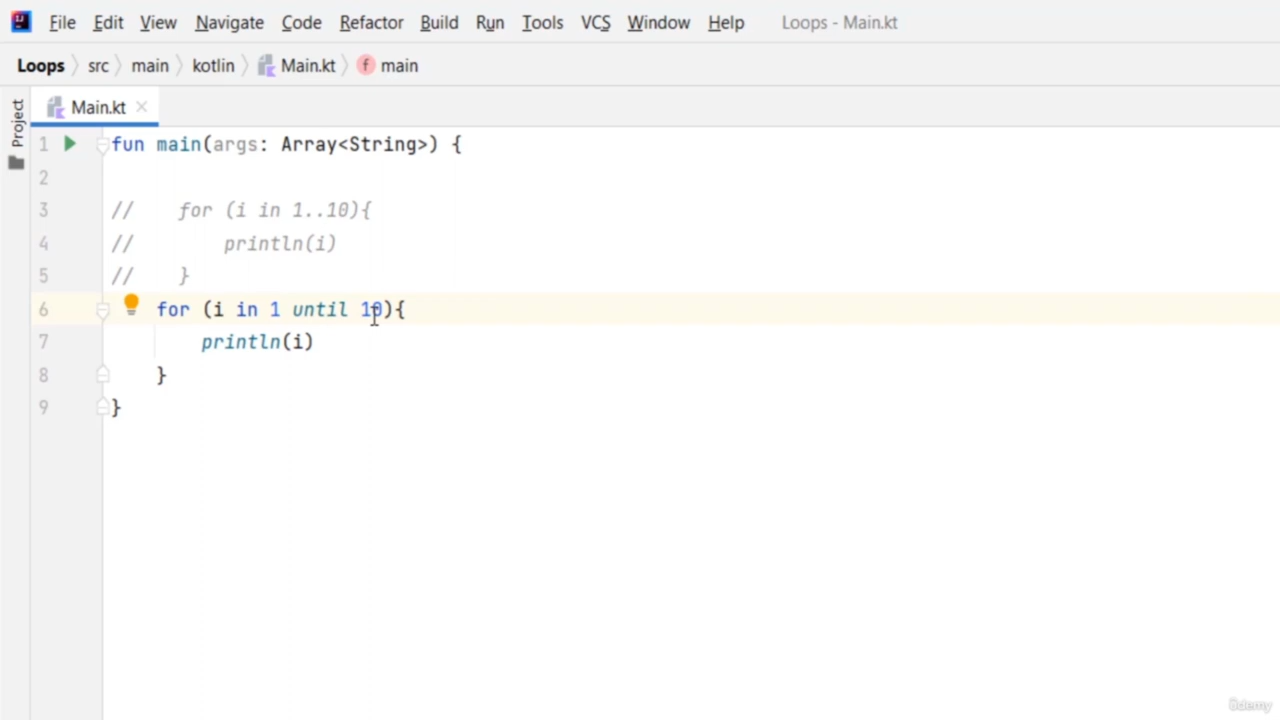 File Edit View Navigate Code Refactor Build Run Tools VCS Window Help Loops - Main.kt
Loops src main kotlin Main.kt f main
Project
Main.kt
1 fun main(args: Array<String>) {
2
3 //    for (i in 1..10){
4 //        println(i)
5 //    }
6     for (i in 1 until 10){
7         println(i)
8     }
9 }
ûdemy